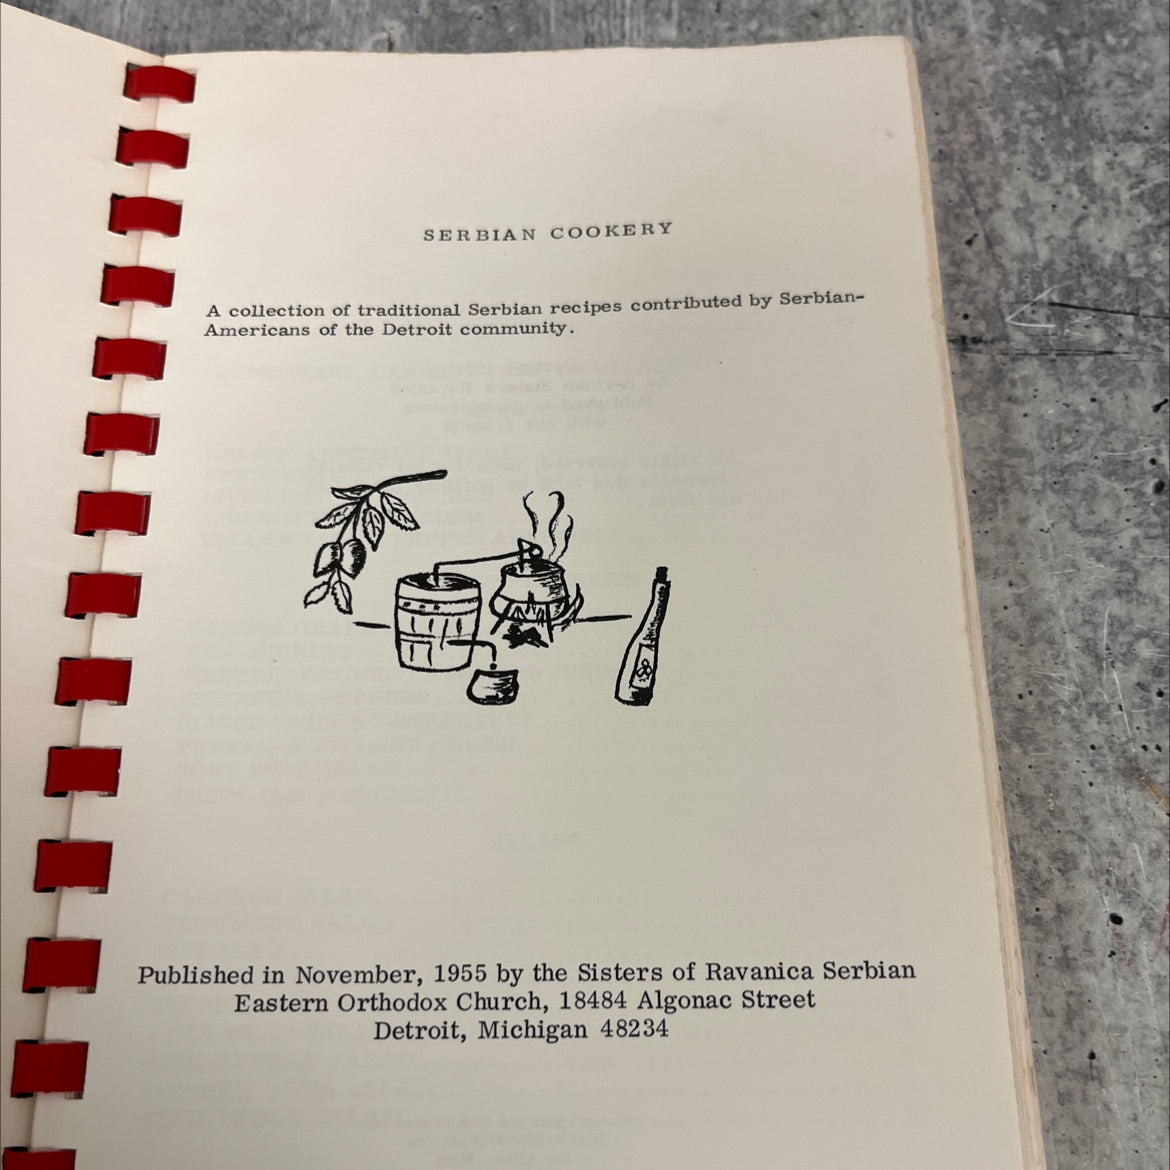 SERBIAN COOKERY
A collection of traditional Serbian recipes contributed by Serbian-
Americans of the Detroit community.
Published in November, 1955 by the Sisters of Ravanica Serbian
Eastern Orthodox Church, 18484 Algonac Street
Detroit, Michigan 48234